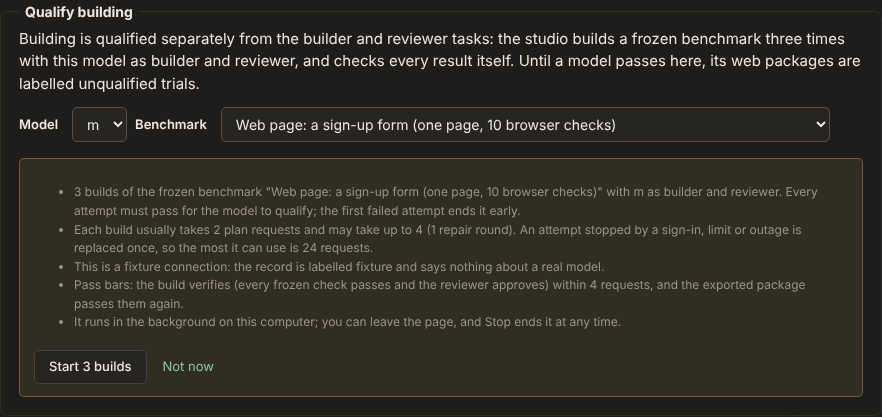 Qualify building
Building is qualified separately from the builder and reviewer tasks: the studio builds a frozen benchmark three times
with this model as builder and reviewer, and checks every result itself. Until a model passes here, its web packages are
labelled unqualified trials.
Model m Benchmark Web page: a sign-up form (one page, 10 browser checks)
• 3 builds of the frozen benchmark "Web page: a sign-up form (one page, 10 browser checks)" with m as builder and reviewer. Every
attempt must pass for the model to qualify; the first failed attempt ends it early.
• Each build usually takes 2 plan requests and may take up to 4 (1 repair round). An attempt stopped by a sign-in, limit or outage is
replaced once, so the most it can use is 24 requests.
• This is a fixture connection: the record is labelled fixture and says nothing about a real model.
• Pass bars: the build verifies (every frozen check passes and the reviewer approves) within 4 requests, and the exported package
passes them again.
• It runs in the background on this computer; you can leave the page, and Stop ends it at any time.
Start 3 builds Not now